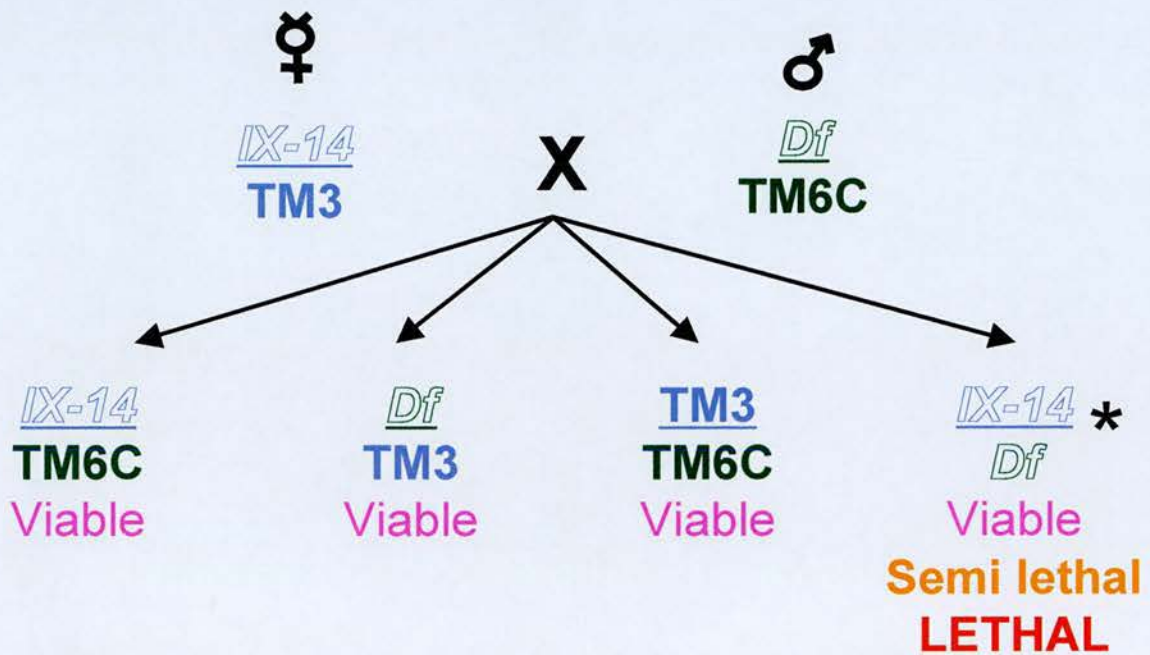 ☿ ♂
IX-14 X Df
TM3 TM6C
IX-14 Df TM3 IX-14 *
TM6C TM3 TM6C Df
Viable Viable Viable Viable
Semi lethal
LETHAL